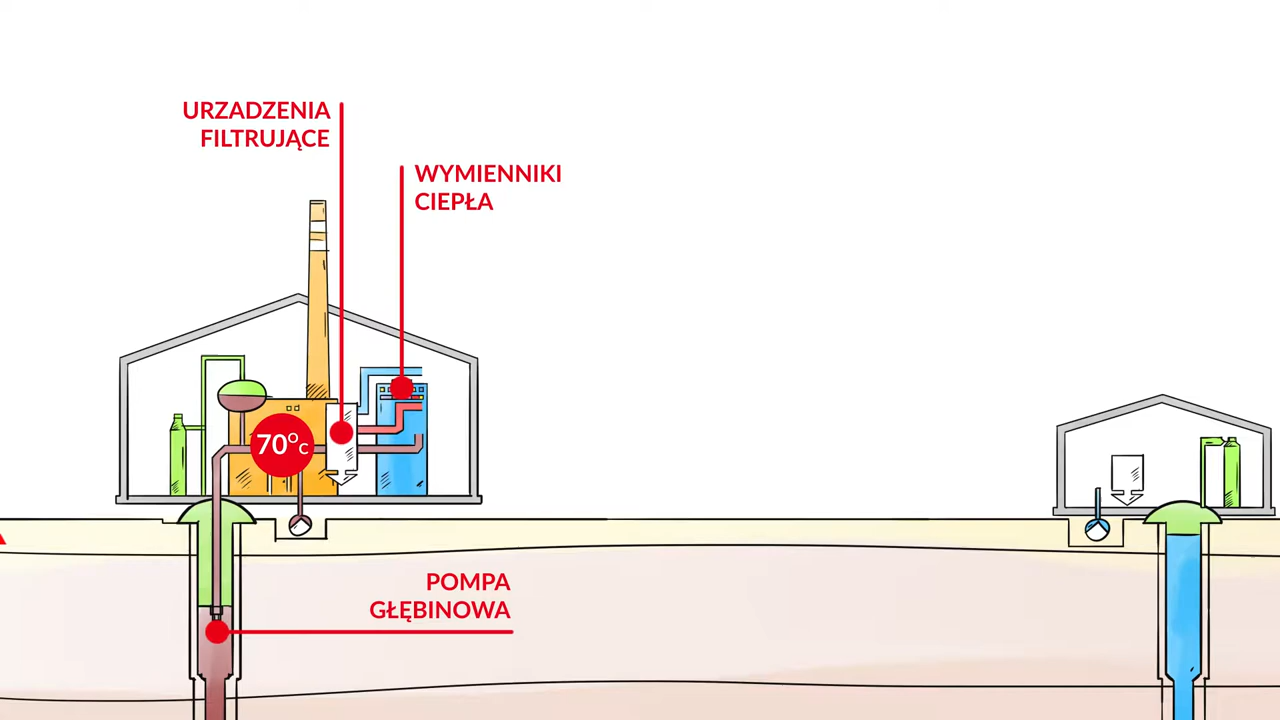 URZADZENIA
FILTRUJĄCE
WYMIENNIKI
CIEPŁA
70°C
POMPA
GŁĘBINOWA